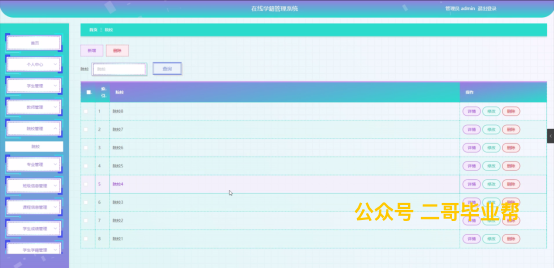 在线学籍管理系统
管理员 admin 退出登录
首页
个人中心
学生管理
教师管理
院校管理
院校
专业管理
班级信息管理
课程信息管理
学生成绩管理
学生学籍管理
新增 删除
院校 院校 查询
院校 操作
1 院校8 详情 修改 删除
2 院校7 详情 修改 删除
3 院校6 详情 修改 删除
4 院校5 详情 修改 删除
5 院校4 详情 修改 删除
6 院校3 详情 修改 删除
7 院校2 详情 修改 删除
8 院校1 详情 修改 删除
公众号 二哥毕业帮